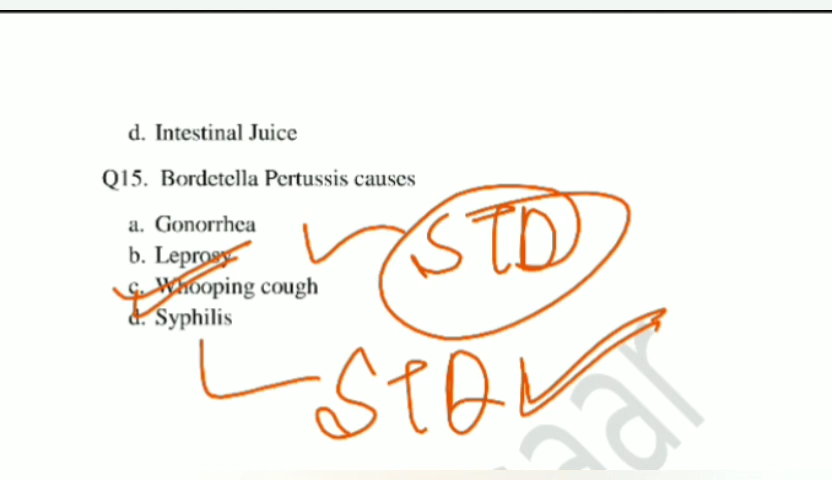 d. Intestinal Juice
Q15. Bordetella Pertussis causes
a. Gonorrhea
STD
b. Leprosy
c. Whooping cough
d. Syphilis
STD